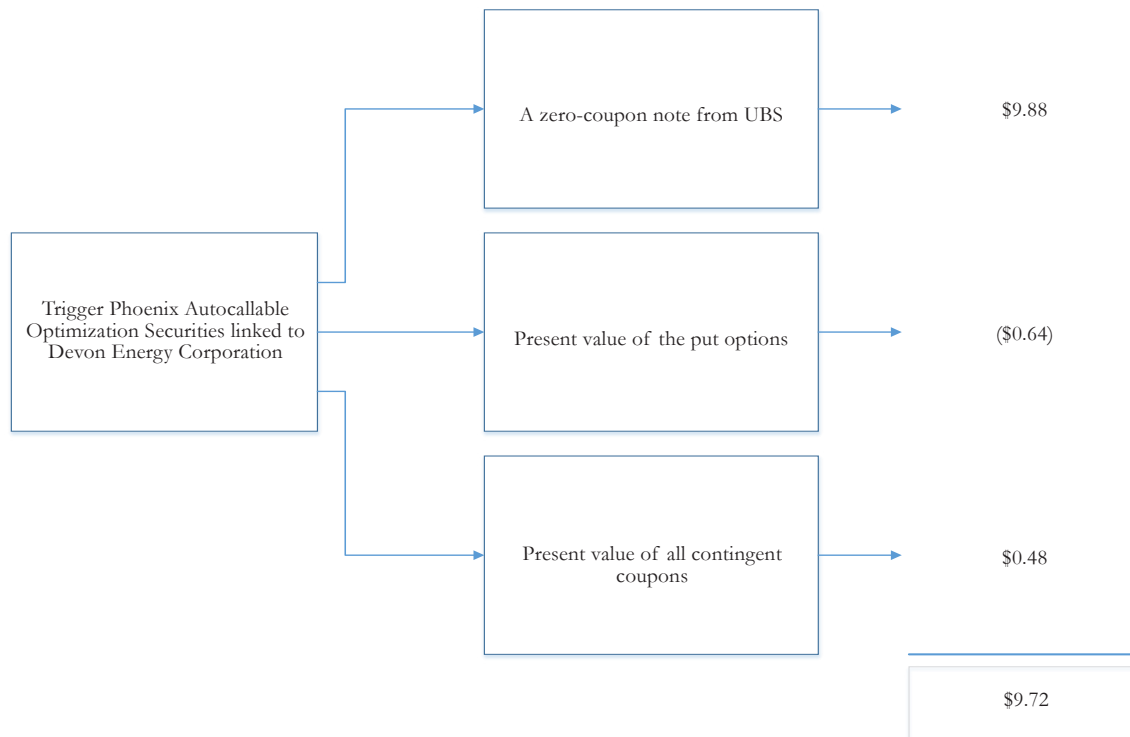 A zero-coupon note from UBS
$9.88
Trigger Phoenix Autocallable
Optimization Securities linked to
Devon Energy Corporation
Present value of the put options
($0.64)
Present value of all contingent
coupons
$0.48
$9.72